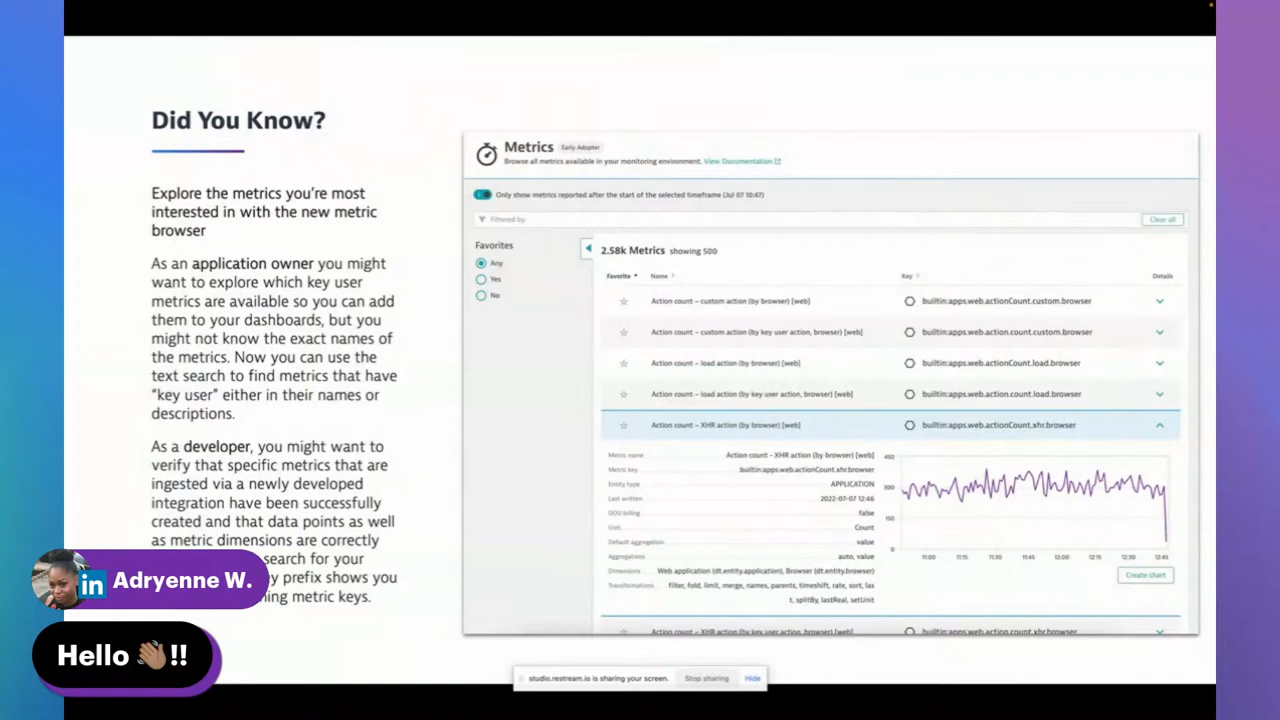 Did You Know?
Explore the metrics you're most
interested in with the new metric
browser
As an application owner you might
want to explore which key user
metrics are available so you can add
them to your dashboards, but you
might not know the exact names of
the metrics. Now you can use the
text search to find metrics that have
“key user” either in their names or
descriptions.
As a developer, you might want to
verify that specific metrics that are
ingested via a newly developed
integration have been successfully
created and that data points as well
as metric dimensions are correctly
search for your
y prefix shows you
ning metric keys.
in Adryenne W.
Hello 👋🏽!!
Metrics Early Adopter
Browse all metrics available in your monitoring environment. View Documentation
Only show metrics reported after the start of the selected timeframe (Jul 07 10:47)
Filtered by
Clear all
Favorites
Any
Yes
No
2.58k Metrics showing 500
Favorite Name Key Details
Action count – custom action (by browser) [web] builtin:apps.web.actionCount.custom.browser
Action count – custom action (by key user action, browser) [web] builtin:apps.web.action.count.custom.browser
Action count – load action (by browser) [web] builtin:apps.web.actionCount.load.browser
Action count – load action (by key user action, browser) [web] builtin:apps.web.action.count.load.browser
Action count – XHR action (by browser) [web] builtin:apps.web.actionCount.xhr.browser
Metric name Action count - XHR action (by browser) [web]
Metric key builtin:apps.web.actionCount.xhr.browser
Entity type APPLICATION
Last written 2022-07-07 12:46
DDU billing false
Unit Count
Default aggregation value
Aggregations auto, value
Dimensions Web application (dt.entity.application), Browser (dt.entity.browser)
Transformations filter, fold, limit, merge, names, parents, timeshift, rate, sort, las
t, splitBy, lastReal, setUnit
450
300
150
0
11:00 11:15 11:30 11:45 12:00 12:15 12:30 12:45
Create chart
Action count – XHR action (by key user action, browser) [web] builtin:apps.web.action.count.xhr.browser
studio.restream.io is sharing your screen. Stop sharing Hide